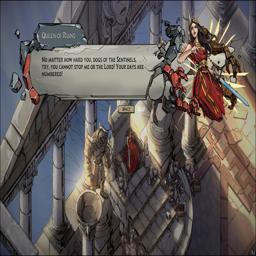 Queen of Ruins
No matter how hard you, dogs of the Sentinels,
try, you cannot stop me or the Lord! Your days are
numbered!